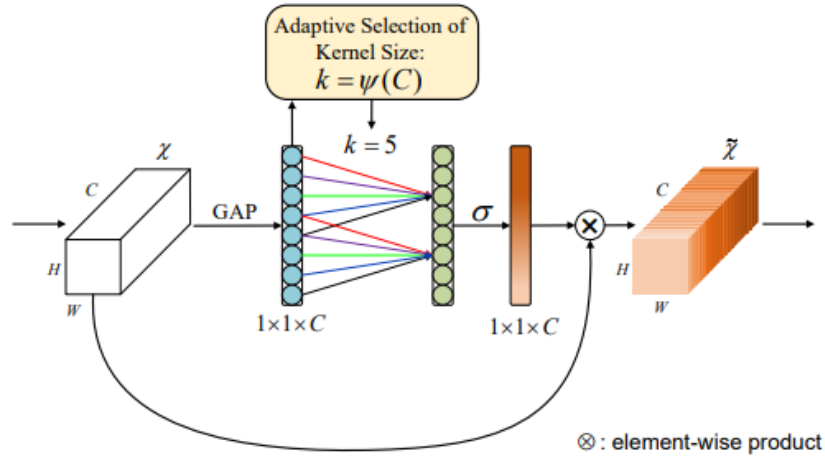 Adaptive Selection of
Kernel Size:
k = ψ(C)
k = 5
χ
C
H
W
GAP
1×1×C
σ
1×1×C
⊗
χ̃
C
H
W
⊗ : element-wise product